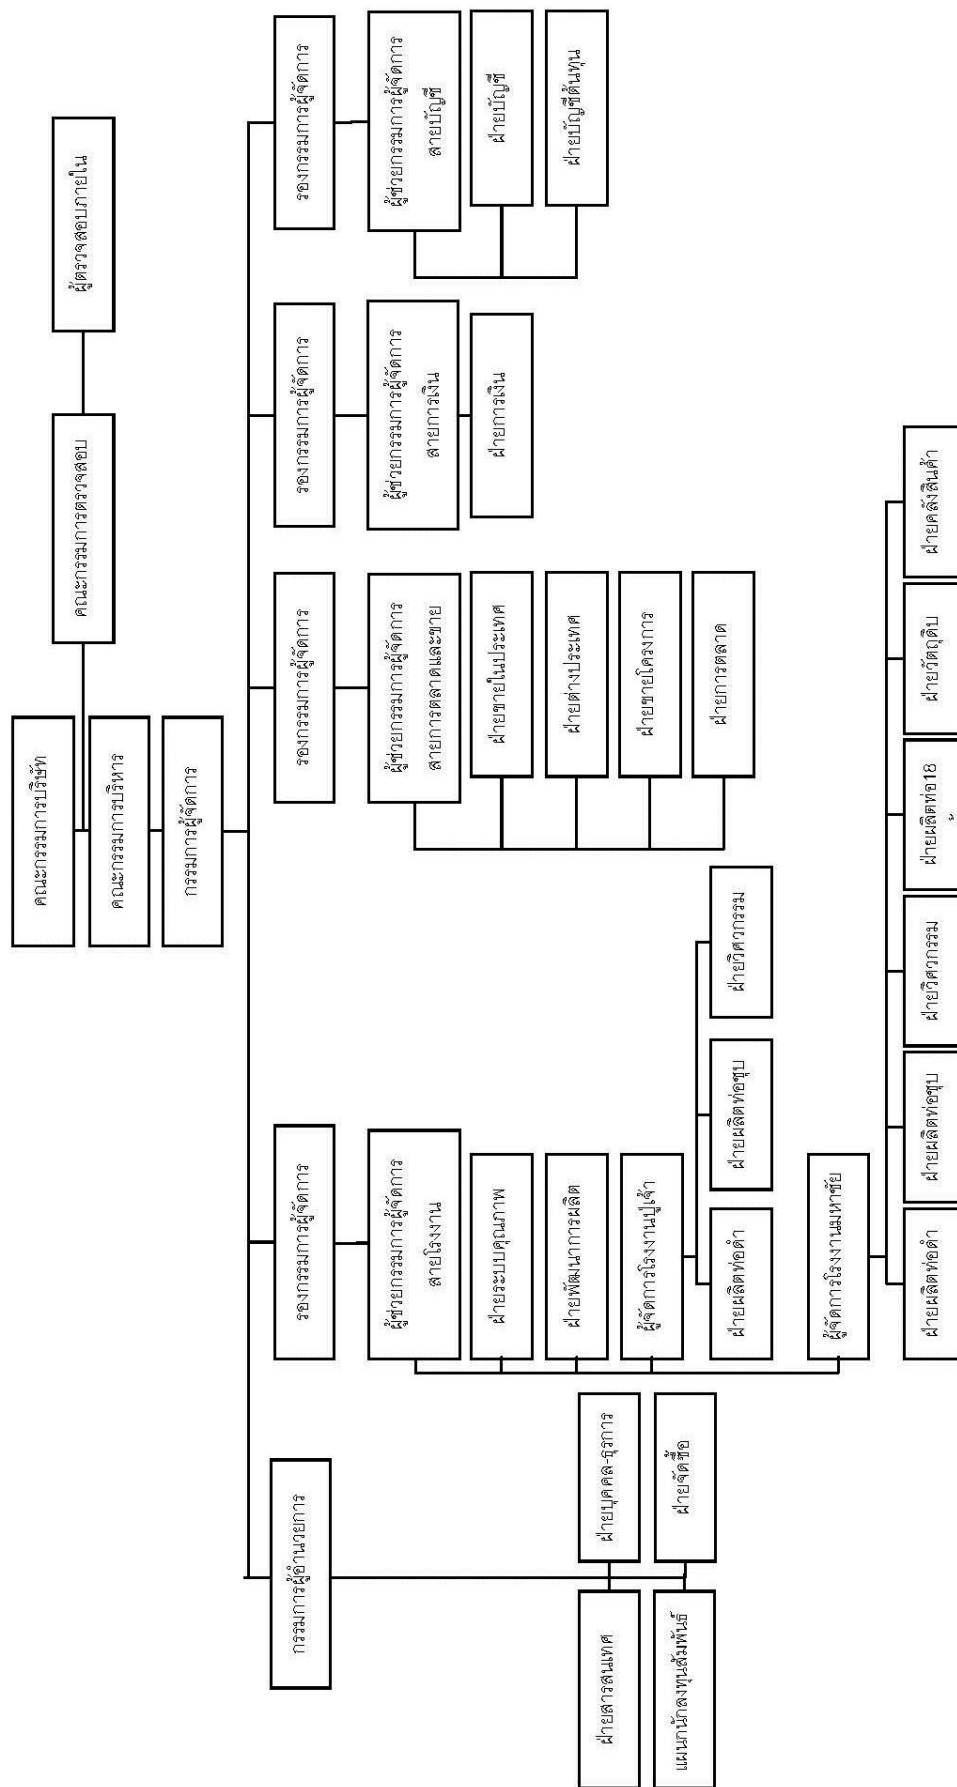 คณะกรรมการบริษัท
คณะกรรมการตรวจสอบ
ผู้ตรวจสอบภายใน
คณะกรรมการบริหาร
กรรมการผู้จัดการ
กรรมการผู้อำนวยการ
รองกรรมการผู้จัดการ
รองกรรมการผู้จัดการ
รองกรรมการผู้จัดการ
รองกรรมการผู้จัดการ
ฝ่ายสารสนเทศ
ฝ่ายบุคคล-ธุรการ
แผนกนักลงทุนสัมพันธ์
ฝ่ายจัดซื้อ
ผู้ช่วยกรรมการผู้จัดการ
สายโรงงาน
ฝ่ายระบบคุณภาพ
ฝ่ายพัฒนาการผลิต
ผู้จัดการโรงงานปู่เจ้า
ฝ่ายผลิตท่อดำ
ฝ่ายผลิตท่อชุบ
ฝ่ายวิศวกรรม
ผู้จัดการโรงงานมหาชัย
ฝ่ายผลิตท่อดำ
ฝ่ายผลิตท่อชุบ
ฝ่ายวิศวกรรม
ฝ่ายผลิตท่อ18
ฝ่ายวัตถุดิบ
ฝ่ายคลังสินค้า
ผู้ช่วยกรรมการผู้จัดการ
สายการตลาดและขาย
ฝ่ายขายในประเทศ
ฝ่ายต่างประเทศ
ฝ่ายขายโครงการ
ฝ่ายการตลาด
ผู้ช่วยกรรมการผู้จัดการ
สายการเงิน
ฝ่ายการเงิน
ผู้ช่วยกรรมการผู้จัดการ
สายบัญชี
ฝ่ายบัญชี
ฝ่ายบัญชีต้นทุน